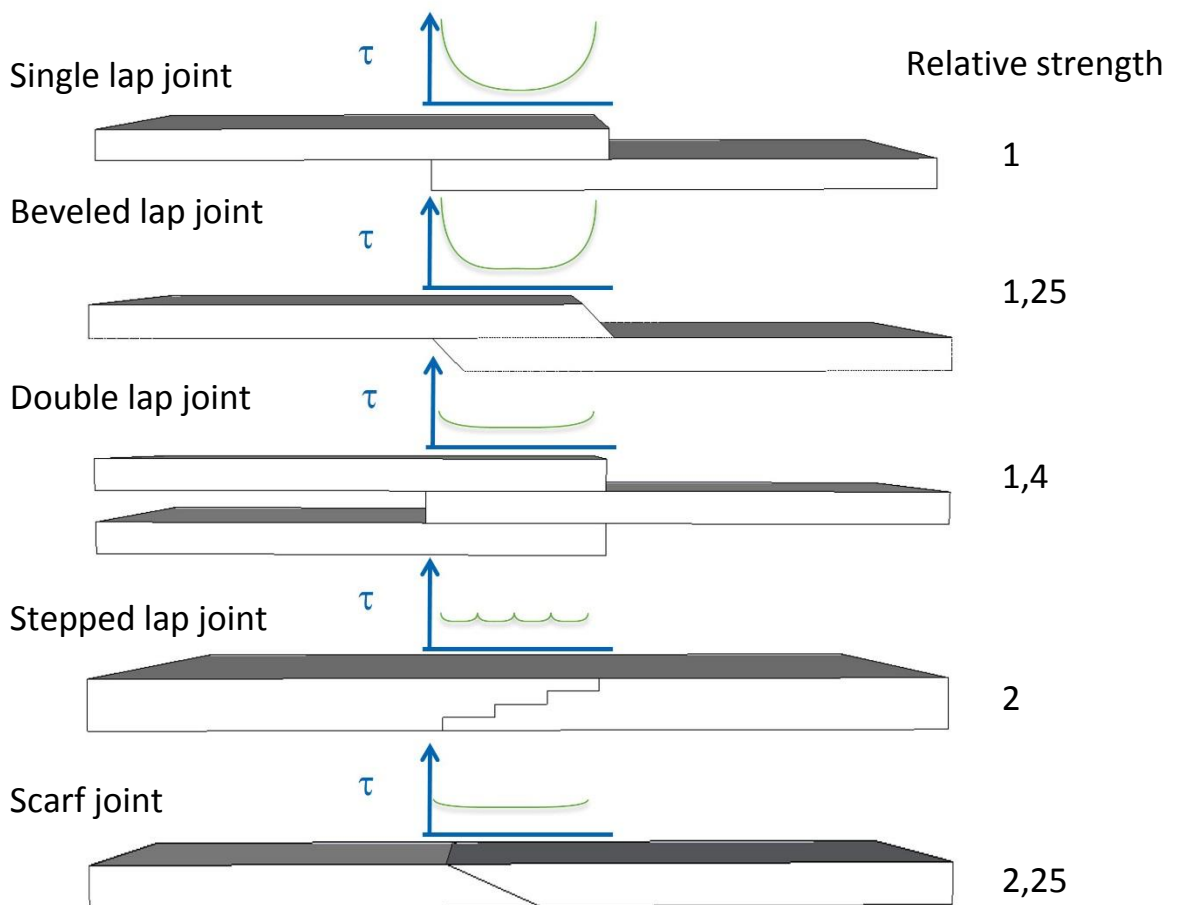 τ
Single lap joint
Relative strength
1
Beveled lap joint
τ
1,25
Double lap joint
τ
1,4
τ
Stepped lap joint
2
τ
Scarf joint
2,25